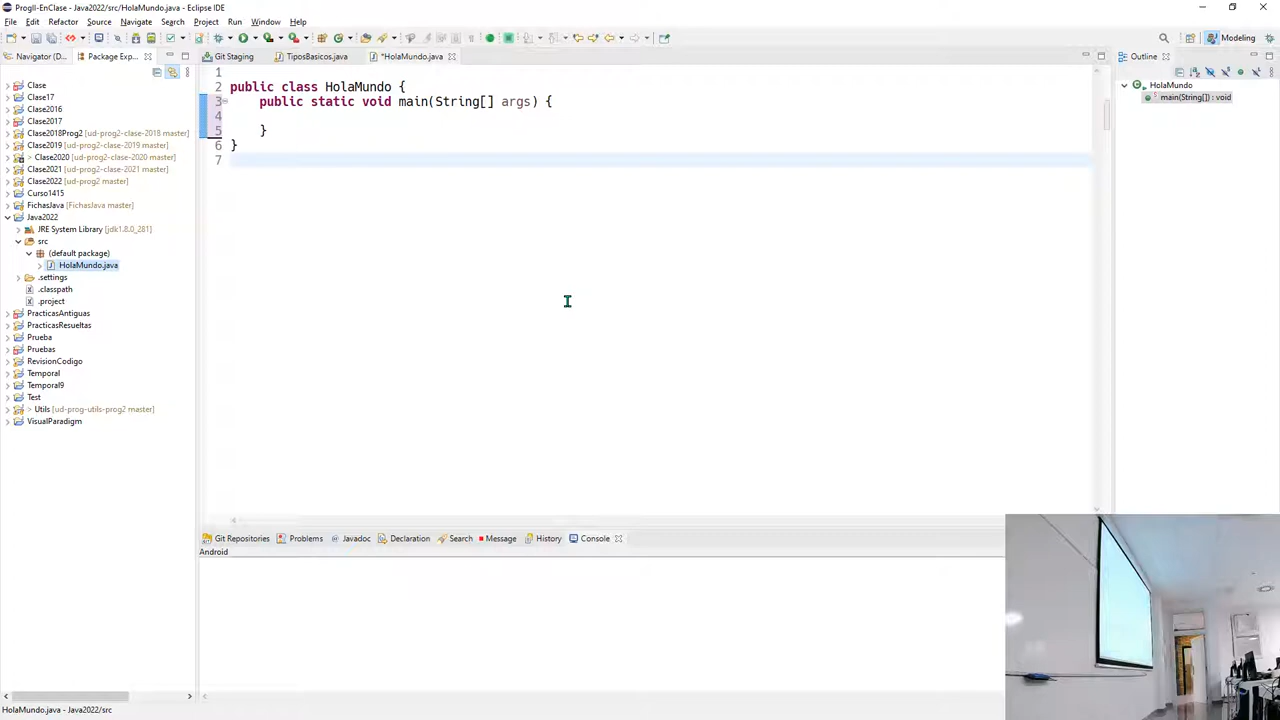 ProgII-EnClase - Java2022/src/HolaMundo.java - Eclipse IDE
File Edit Refactor Source Navigate Search Project Run Window Help
Modeling
Navigator (D...
Package Exp...
Git Staging
TiposBasicos.java
*HolaMundo.java
Outline
Clase
Clase17
Clase2016
Clase2017
Clase2018Prog2 [ud-prog2-clase-2018 master]
Clase2019 [ud-prog2-clase-2019 master]
> Clase2020 [ud-prog2-clase-2020 master]
Clase2021 [ud-prog2-clase-2021 master]
Clase2022 [ud-prog2 master]
Curso1415
FichasJava [FichasJava master]
Java2022
JRE System Library [jdk1.8.0_281]
src
(default package)
HolaMundo.java
.settings
.classpath
.project
PracticasAntiguas
PracticasResueltas
Prueba
Pruebas
RevisionCodigo
Temporal
Temporal9
Test
> Utils [ud-prog-utils-prog2 master]
VisualParadigm
1
2 public class HolaMundo {
3 public static void main(String[] args) {
4
5 }
6 }
7
HolaMundo
main(String[]) : void
Git Repositories
Problems
Javadoc
Declaration
Search
Message
History
Console
Android
HolaMundo.java - Java2022/src